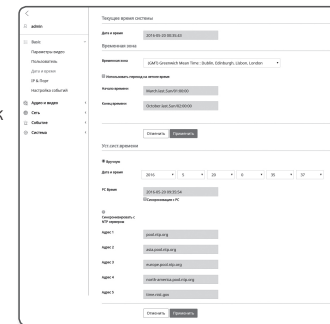 к
admin
Basic
Параметры видео
Пользователь
Дата и время
IP & Порт
Настройка событий
Аудио и видео
Сеть
Событие
Система
Текущее время системы
Дата и время 2016-05-20 08:35:43
Временная зона
Временная зона (GMT) Greenwich Mean Time : Dublin, Edinburgh, Lisbon, London
Использовать переход на летнее время
Начало времени March.last.Sun/01:00:00
Конец времени October.last.Sun/02:00:00
Отменить Применить
Уст сист времени
Вручную
Дата и время 2016 5 20 9 35 37
PC Время 2016-05-20 09:35:54
Синхронизация с PC
Синхронизировать с NTP сервером
Адрес 1 pool.ntp.org
Адрес 2 asia.pool.ntp.org
Адрес 3 europe.pool.ntp.org
Адрес 4 north-america.pool.ntp.org
Адрес 5 time.nist.gov
Отменить Применить